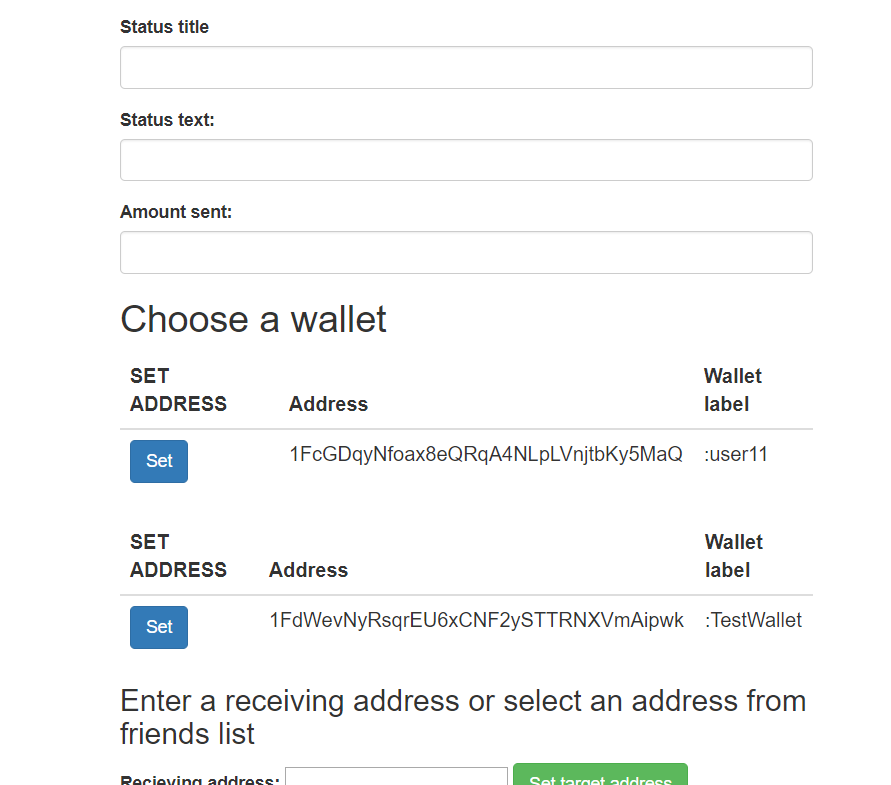 Status title
Status text:
Amount sent:
Choose a wallet
SET ADDRESS Address Wallet label
Set 1FcGDqyNfoax8eQRqA4NLpLVnjtbKy5MaQ :user11
SET ADDRESS Address Wallet label
Set 1FdWevNyRsqrEU6xCNF2ySTTRNXVmAipwk :TestWallet
Enter a receiving address or select an address from
friends list
Recieving address: Set target address